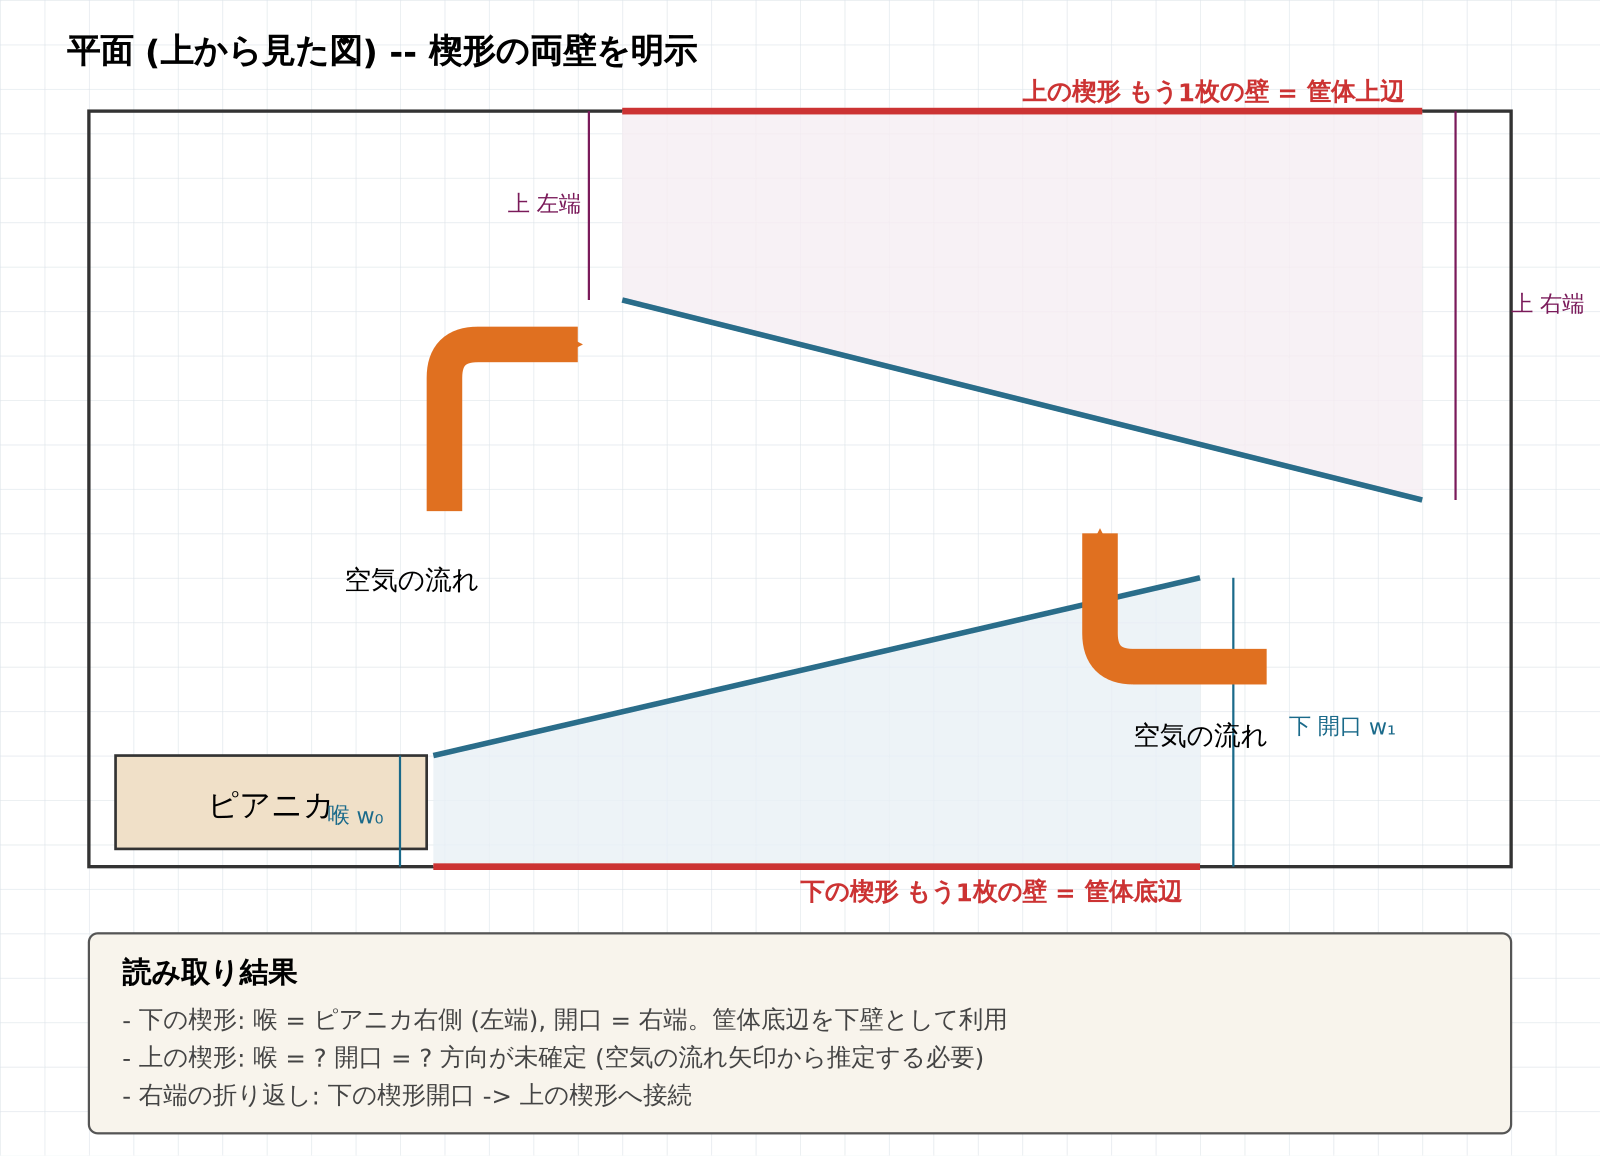 平面 (上から見た図) -- 楔形の両壁を明示
上の楔形 もう1枚の壁 = 筐体上辺
上 左端
上 右端
空気の流れ
空気の流れ
下 開口 w₁
ピアニカ
喉 w₀
下の楔形 もう1枚の壁 = 筐体底辺
読み取り結果
- 下の楔形: 喉 = ピアニカ右側 (左端), 開口 = 右端。筐体底辺を下壁として利用
- 上の楔形: 喉 = ? 開口 = ? 方向が未確定 (空気の流れ矢印から推定する必要)
- 右端の折り返し: 下の楔形開口 -> 上の楔形へ接続